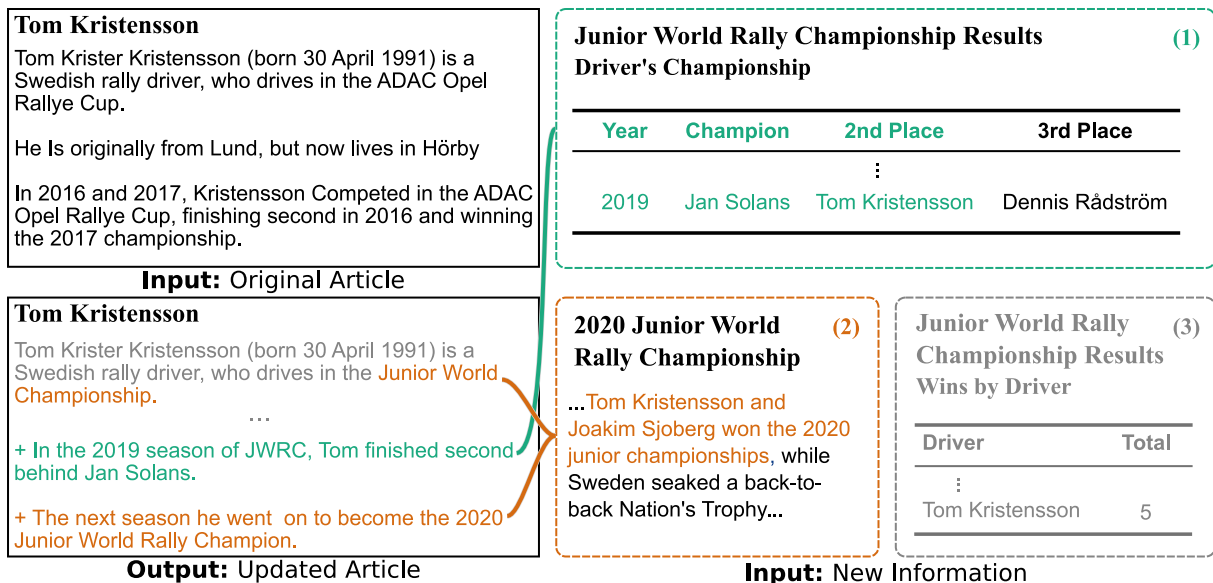 Tom Kristensson
Tom Krister Kristensson (born 30 April 1991) is a
Swedish rally driver, who drives in the ADAC Opel
Rallye Cup.
He Is originally from Lund, but now lives in Hörby
In 2016 and 2017, Kristensson Competed in the ADAC
Opel Rallye Cup, finishing second in 2016 and winning
the 2017 championship.
Input: Original Article
Junior World Rally Championship Results (1)
Driver's Championship
Year Champion 2nd Place 3rd Place
⋮
2019 Jan Solans Tom Kristensson Dennis Rådström
Tom Kristensson
Tom Krister Kristensson (born 30 April 1991) is a
Swedish rally driver, who drives in the Junior World
Championship.
...
+ In the 2019 season of JWRC, Tom finished second
behind Jan Solans.
+ The next season he went on to become the 2020
Junior World Rally Champion.
Output: Updated Article
2020 Junior World (2)
Rally Championship
...Tom Kristensson and
Joakim Sjoberg won the 2020
junior championships, while
Sweden seaked a back-to-
back Nation's Trophy...
Junior World Rally (3)
Championship Results
Wins by Driver
Driver Total
⋮
Tom Kristensson 5
Input: New Information